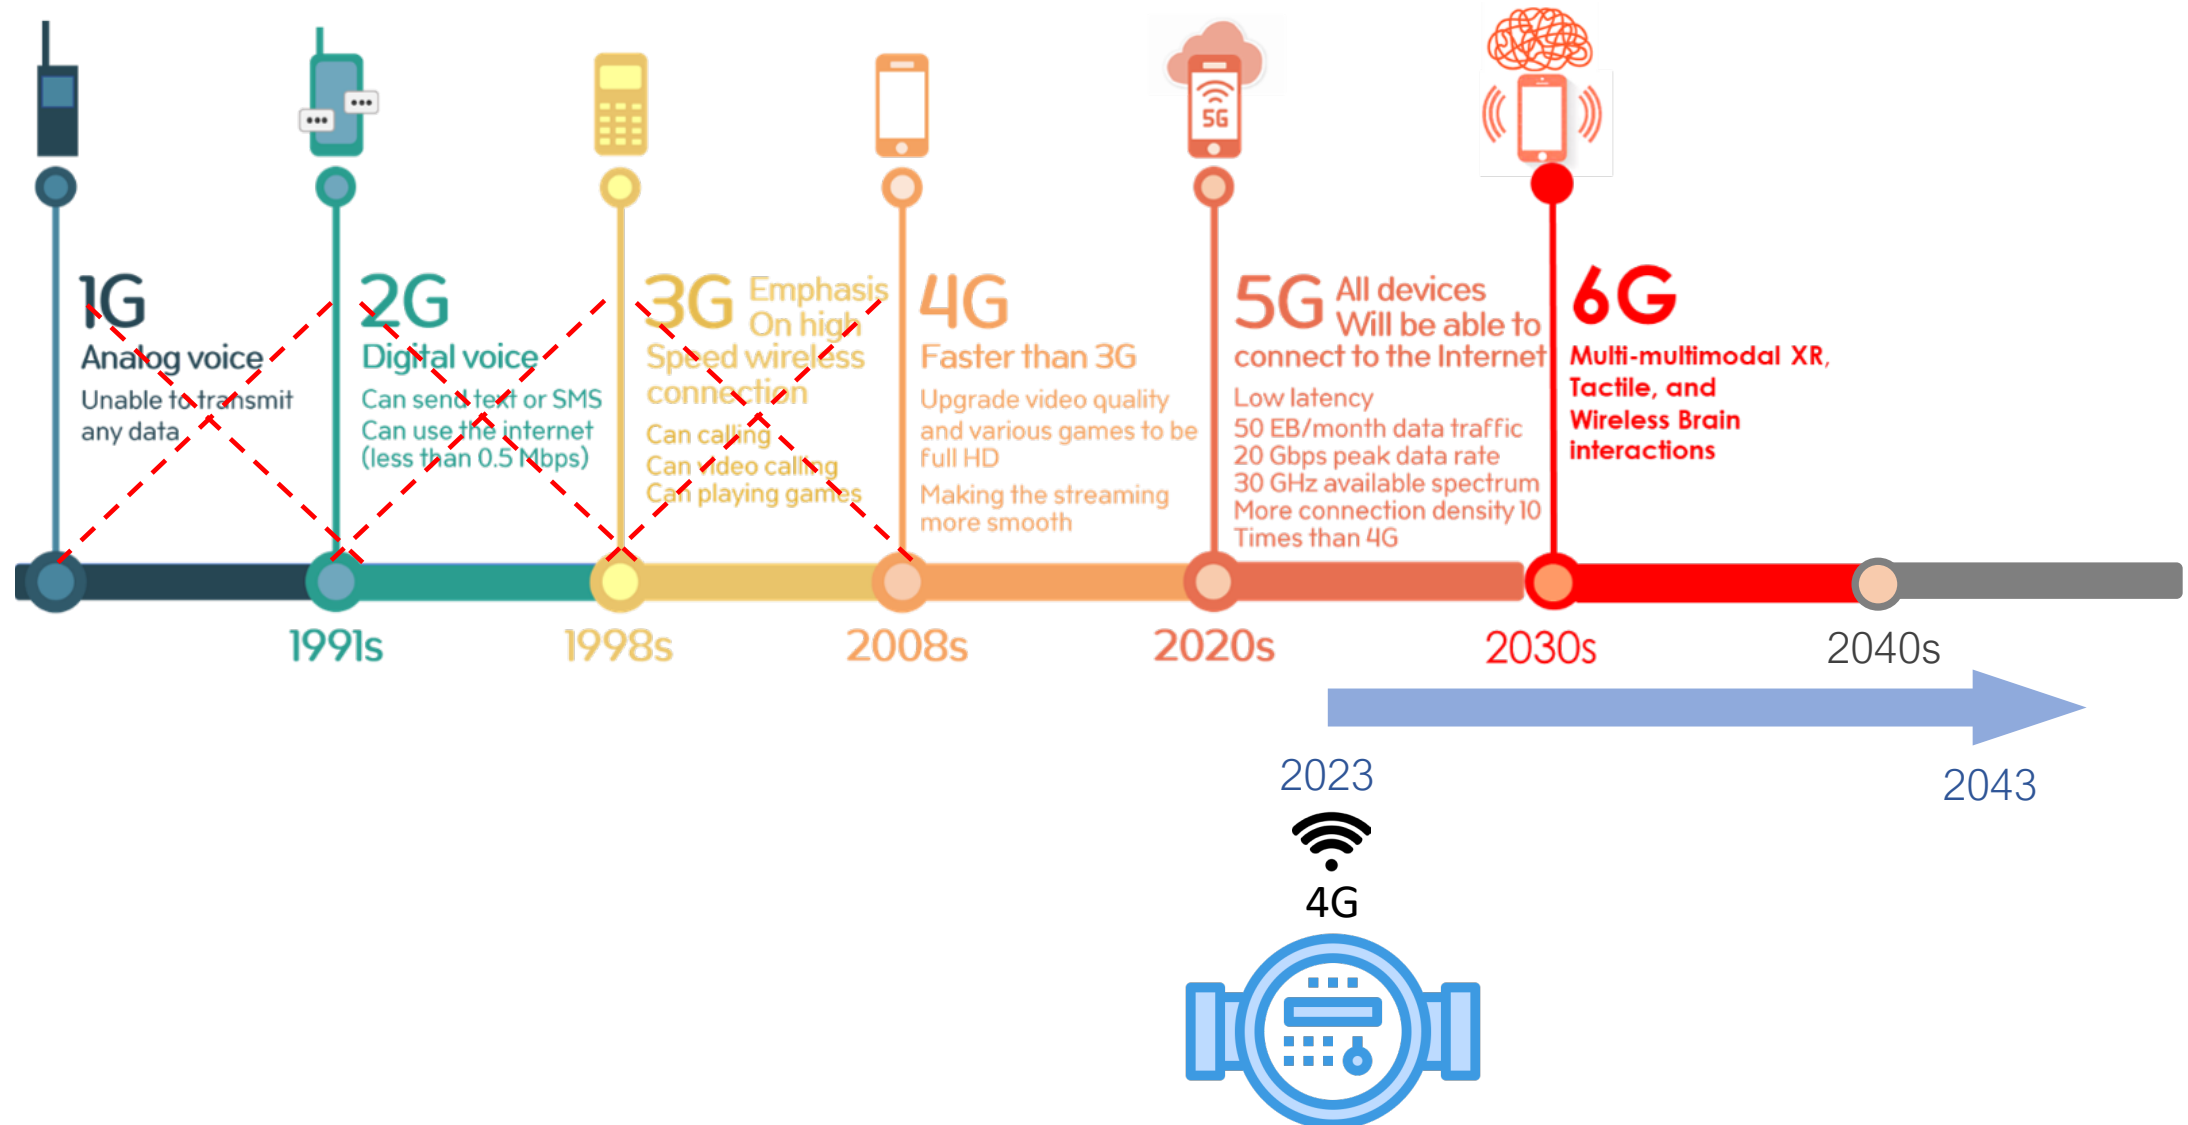 5G
1G
Analog voice
Unable to transmit
any data
2G
Digital voice
Can send text or SMS
Can use the internet
(less than 0.5 Mbps)
3G Emphasis
On high
Speed wireless
connection
Can calling
Can video calling
Can playing games
4G
Faster than 3G
Upgrade video quality
and various games to be
full HD
Making the streaming
more smooth
5G All devices
Will be able to
connect to the Internet
Low latency
50 EB/month data traffic
20 Gbps peak data rate
30 GHz available spectrum
More connection density 10
Times than 4G
6G
Multi-multimodal XR,
Tactile, and
Wireless Brain
interactions
1991s
1998s
2008s
2020s
2030s
2040s
2023
2043
4G